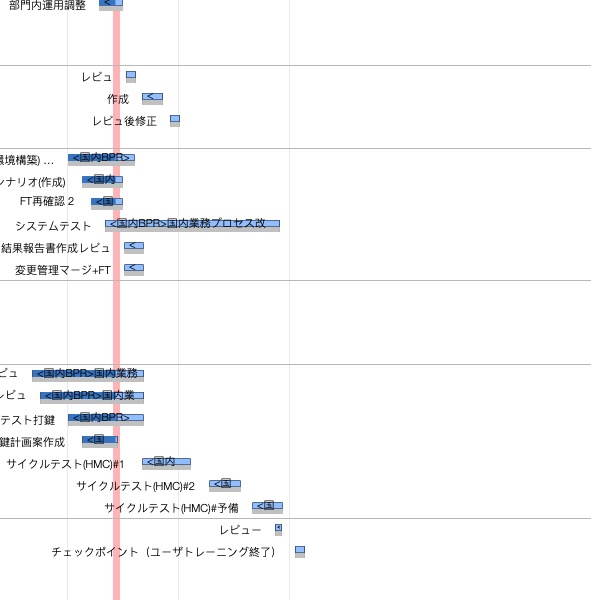 部門内運用調整 <
レビュ
作成 <
レビュ後修正
境構築) ... <国内BPR>
ナリオ(作成) <国内
FT再確認 2 <国
システムテスト <国内BPR>国内業務プロセス改
結果報告書作成レビュ <
変更管理マージ+FT <
ビュ <国内BPR>国内業務
レビュ <国内BPR>国内業
テスト打鍵 <国内BPR>
鍵計画案作成 <国
サイクルテスト(HMC)#1 <国内
サイクルテスト(HMC)#2 <国
サイクルテスト(HMC)#予備 <国
レビュー <
チェックポイント（ユーザトレーニング終了）